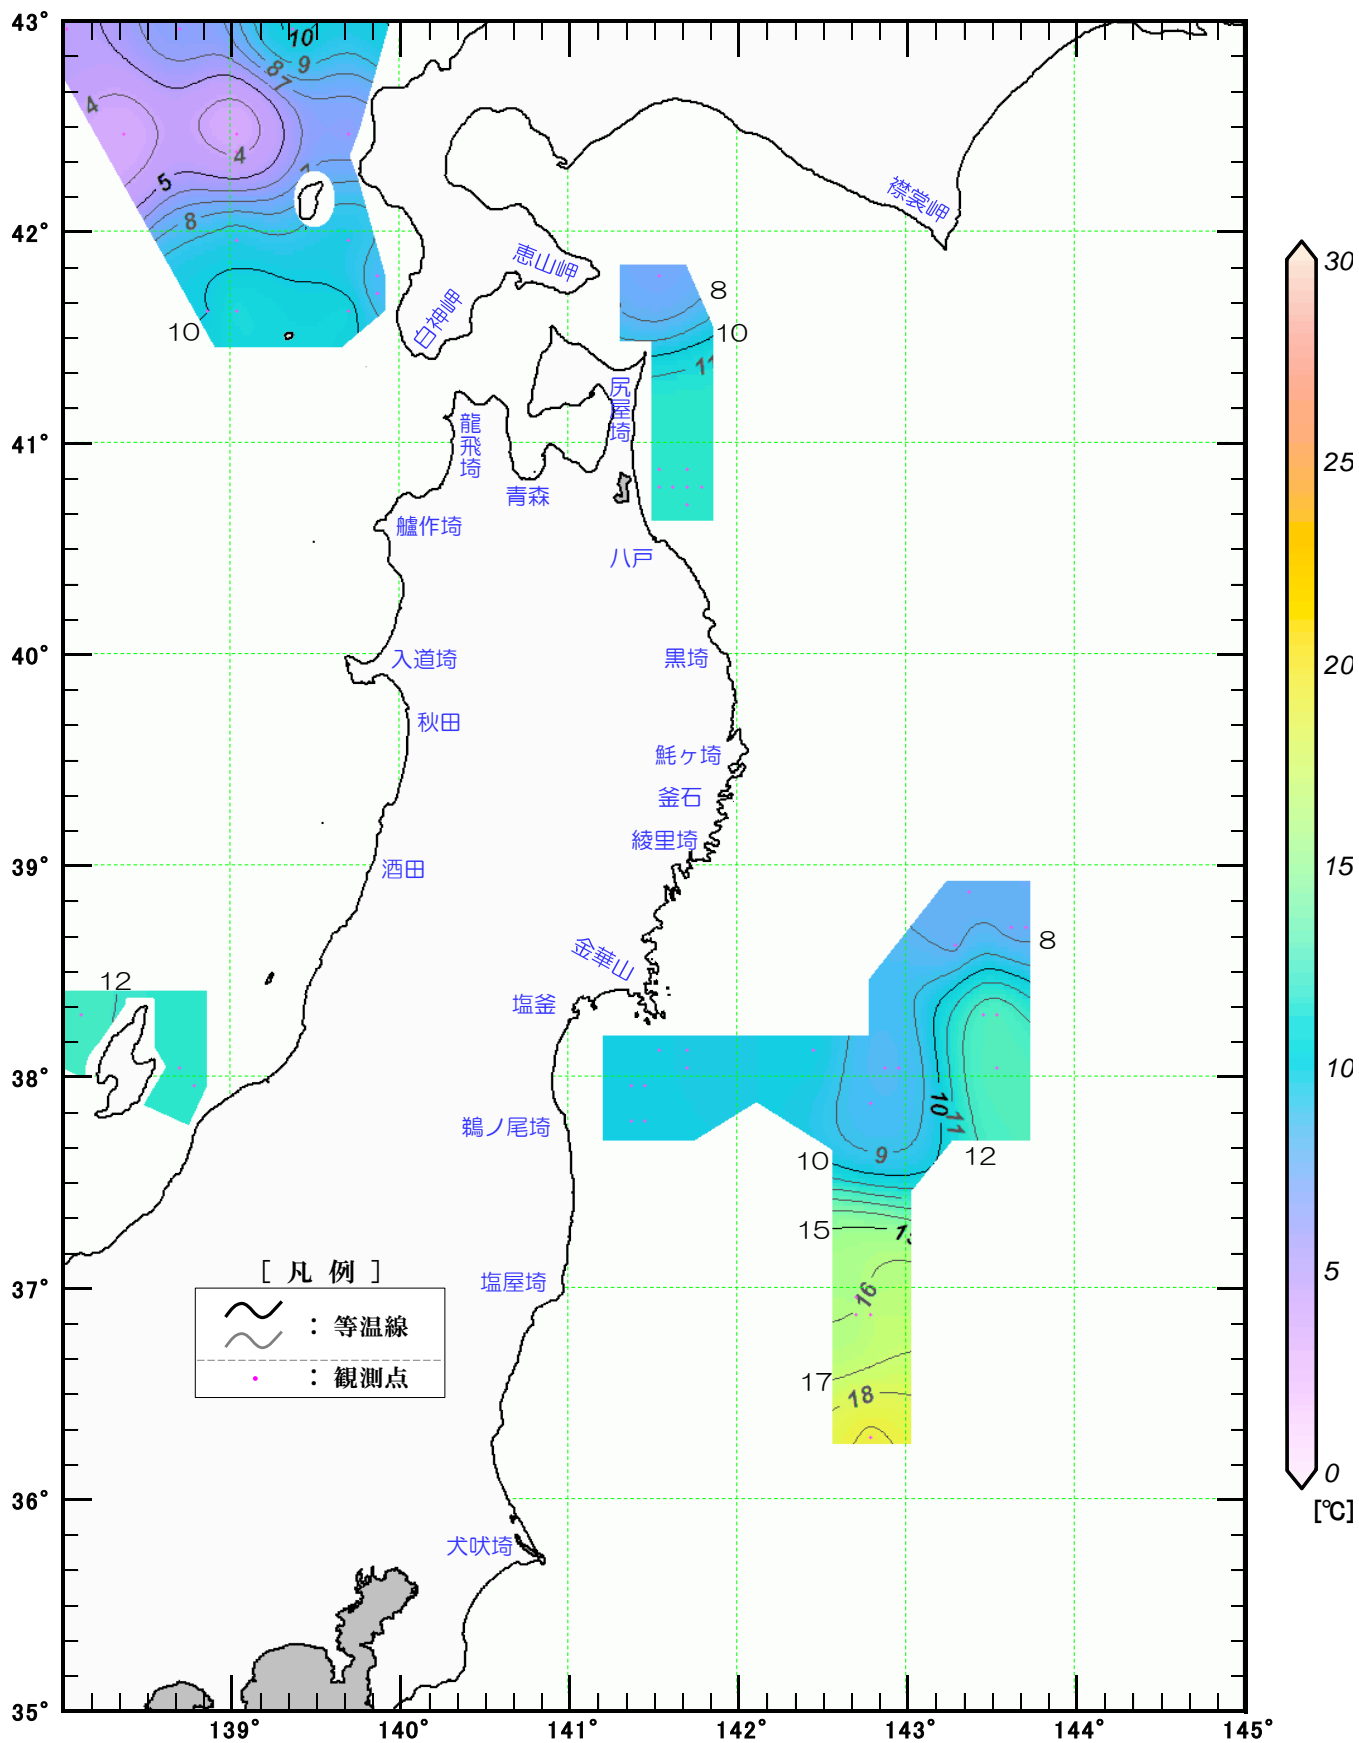 43°
10
9
8
7
4
4
5
8
10
42°
襟裳岬
恵山岬
白神岬
8
10
11
尻屋埼
41°
龍飛埼
青森
艫作埼
八戸
40°
入道埼
黒埼
秋田
魹ヶ埼
釜石
綾里埼
39°
酒田
金華山
8
12
塩釜
38°
鵜ノ尾埼
10
11
9
10
12
15
37°
塩屋埼
16
17
18
[ 凡 例 ]
: 等温線
: 観測点
36°
犬吠埼
35°
139°
140°
141°
142°
143°
144°
145°
30
25
20
15
10
5
0
[℃]